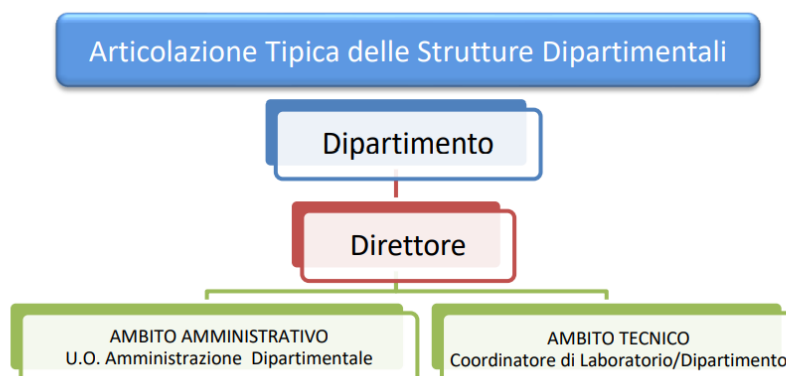 Articolazione Tipica delle Strutture Dipartimentali
Dipartimento
Direttore
AMBITO AMMINISTRATIVO
U.O. Amministrazione Dipartimentale
AMBITO TECNICO
Coordinatore di Laboratorio/Dipartimento